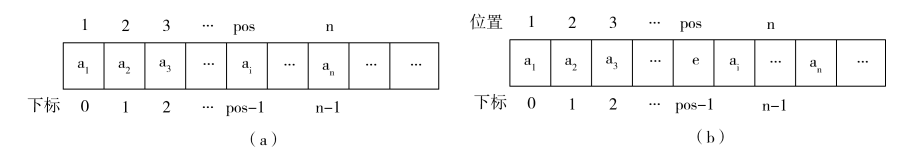 1 2 3 ··· pos n
a1 a2 a3 ··· ai ··· an ··· ···
下标 0 1 2 ··· pos-1 n-1
(a)
位置 1 2 3 ··· pos n
a1 a2 a3 ··· e ai ··· an ···
下标 0 1 2 ··· pos-1 n-1
(b)